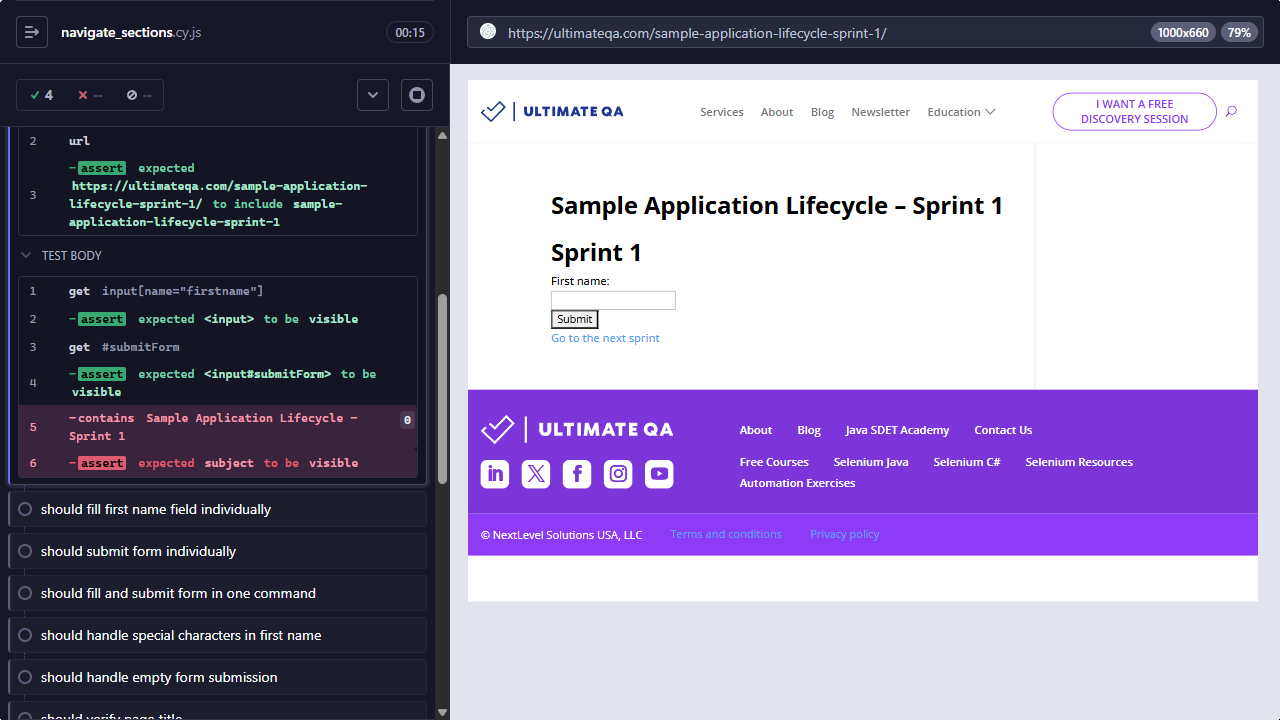 navigate_sections.cy.js
00:15
4
--
--
2 url
3 -assert expected
https://ultimateqa.com/sample-application-
lifecycle-sprint-1/ to include sample-
application-lifecycle-sprint-1
TEST BODY
1 get input[name="firstname"]
2 -assert expected <input> to be visible
3 get #submitForm
4 -assert expected <input#submitForm> to be
visible
5 -contains Sample Application Lifecycle -
Sprint 1
0
6 -assert expected subject to be visible
should fill first name field individually
should submit form individually
should fill and submit form in one command
should handle special characters in first name
should handle empty form submission
should verify page title
https://ultimateqa.com/sample-application-lifecycle-sprint-1/
1000x660
79%
ULTIMATE QA
Services About Blog Newsletter Education
I WANT A FREE
DISCOVERY SESSION
Sample Application Lifecycle – Sprint 1
Sprint 1
First name:
Submit
Go to the next sprint
ULTIMATE QA
in
About Blog Java SDET Academy Contact Us
Free Courses Selenium Java Selenium C# Selenium Resources
Automation Exercises
© NextLevel Solutions USA, LLC Terms and conditions Privacy policy